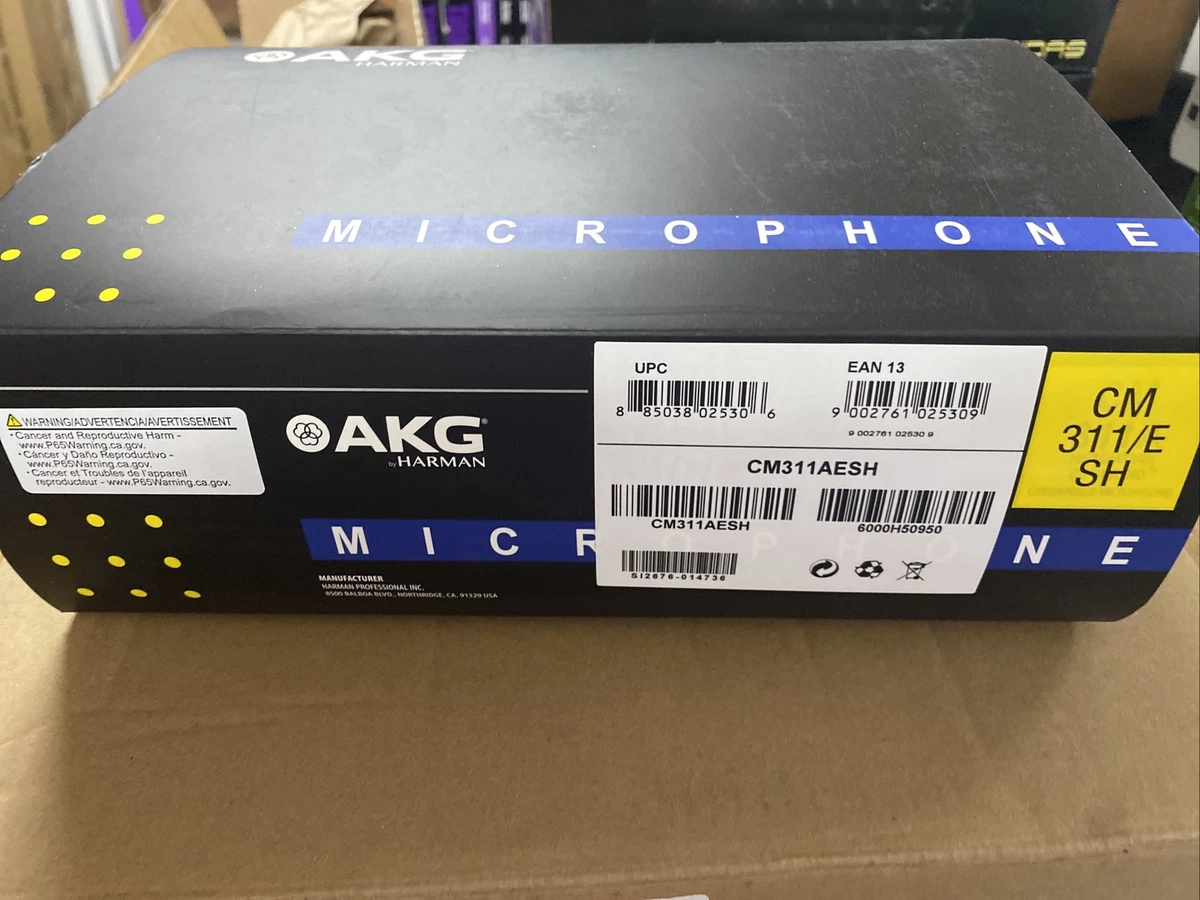 AKG
HARMAN
DAS
MICROPHONE
UPC
EAN 13
8 85038 02530 6
9 002761 025309
9 002761 02530 9
CM311AESH
CM311AESH
6000H50950
SI2676-014736
CM
311/E
SH
WARNING/ADVERTENCIA/AVERTISSEMENT
•Cancer and Reproductive Harm -
www.P65Warning.ca.gov.
•Cáncer y Daño Reproductivo -
www.P65Warning.ca.gov.
•Cancer et Troubles de l'appareil
reproducteur - www.P65Warning.ca.gov.
AKG®
by HARMAN
MICROPHONE
MANUFACTURER
HARMAN PROFESSIONAL INC.
8500 BALBOA BLVD., NORTHRIDGE, CA, 91329 USA